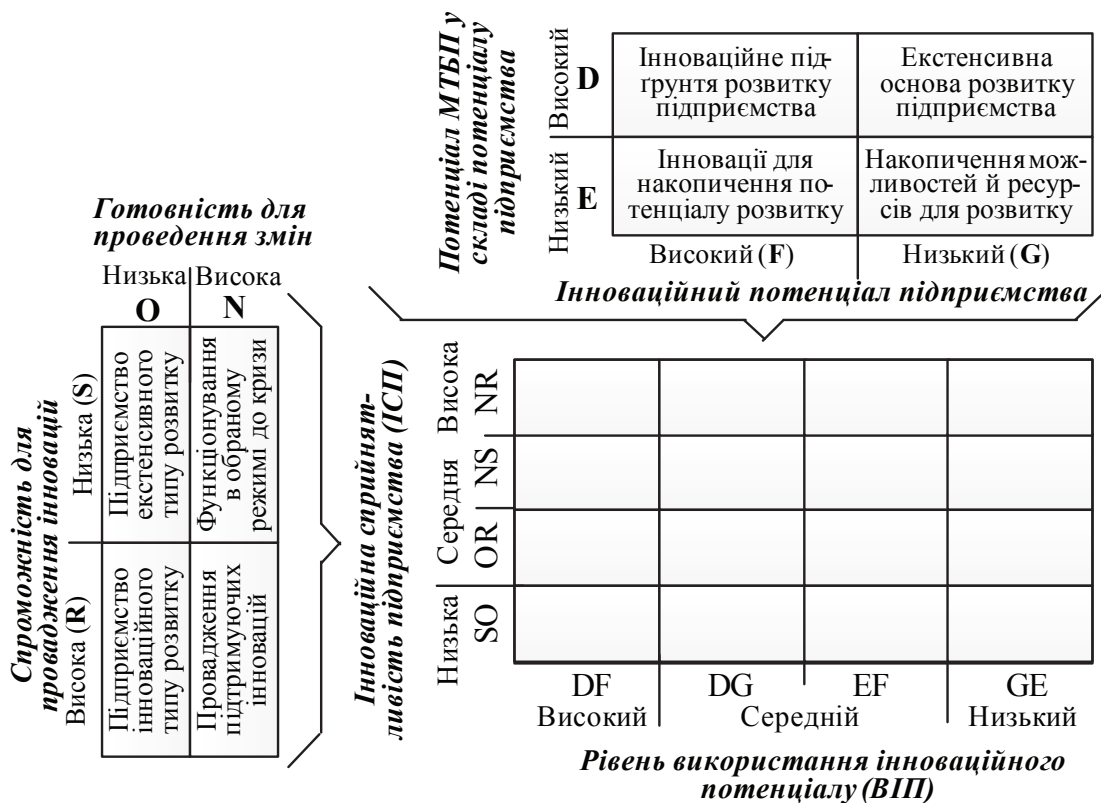 Потенціал МТБП у
складі потенціалу
підприємства
Високий
D
Інноваційне під-
ґрунтя розвитку
підприємства
Екстенсивна
основа розвитку
підприємства
Низький
E
Інновації для
накопичення по-
тенціалу розвитку
Накопичення мож-
ливостей й ресур-
сів для розвитку
Високий (F)
Низький (G)
Інноваційний потенціал підприємства
Готовність для
проведення змін
Низька
Висока
O
N
Спроможність для
провадження інновацій
Низька (S)
Підприємство
екстенсивного
типу розвитку
Функціонування
в обраному
режимі до кризи
Висока (R)
Підприємство
інноваційного
типу розвитку
Провадження
підтримуючих
інновацій
Інноваційна сприйнят-
ливість підприємства (ІСП)
Висока
NR
Середня
NS
OR
Низька
SO
DF
DG
EF
GE
Високий
Середній
Низький
Рівень використання інноваційного
потенціалу (ВІП)